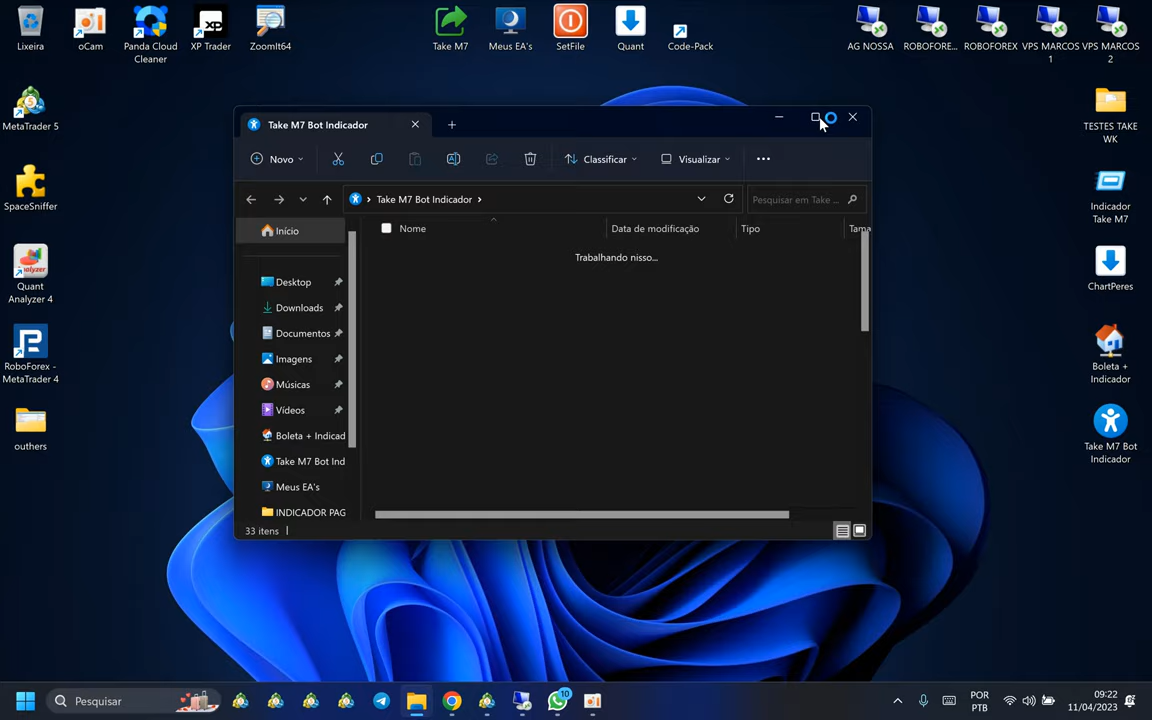 Lixeira
oCam
Panda Cloud
Cleaner
XP Trader
ZoomIt64
Take M7
Meus EA's
SetFile
Quant
Code-Pack
AG NOSSA
ROBOFORE...
ROBOFOREX
VPS MARCOS
1
VPS MARCOS
2
MetaTrader 5
SpaceSniffer
Quant
Analyzer 4
RoboForex -
MetaTrader 4
outhers
TESTES TAKE
WK
Indicador
Take M7
ChartPeres
Boleta +
Indicador
Take M7 Bot
Indicador
Take M7 Bot Indicador
Novo
Classificar
Visualizar
Take M7 Bot Indicador
Pesquisar em Take ...
Início
Nome
Data de modificação
Tipo
Tama
Trabalhando nisso...
Desktop
Downloads
Documentos
Imagens
Músicas
Vídeos
Boleta + Indicad
Take M7 Bot Ind
Meus EA's
INDICADOR PAG
33 itens
Pesquisar
10
POR
PTB
09:22
11/04/2023